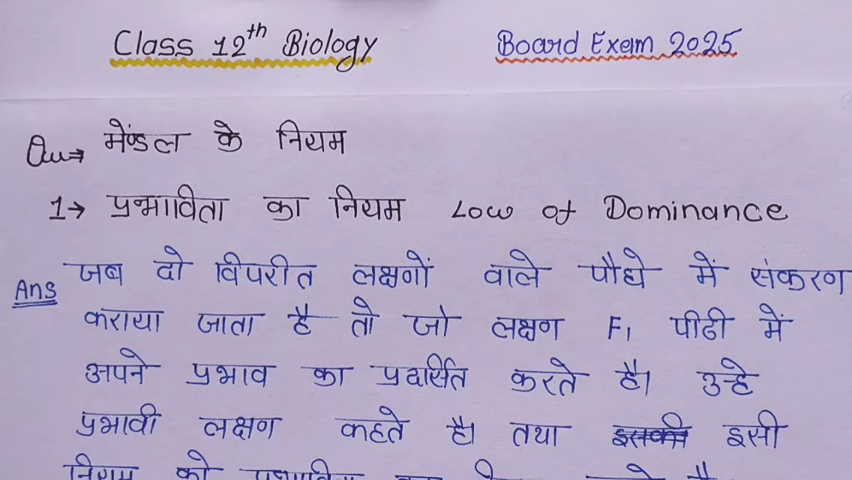 Class 12th Biology Board Exam 2025
Qu→ मेण्डल के नियम
1→ प्रभाविता का नियम Low of Dominance
Ans जब दो विपरीत लक्षणों वाले पौधे में संकरण
कराया जाता है तो जो लक्षण F1 पीढी में
अपने प्रभाव का प्रदर्सित करते है। उन्हे
प्रभावी लक्षण कहते है। तथा इसी
नियम को